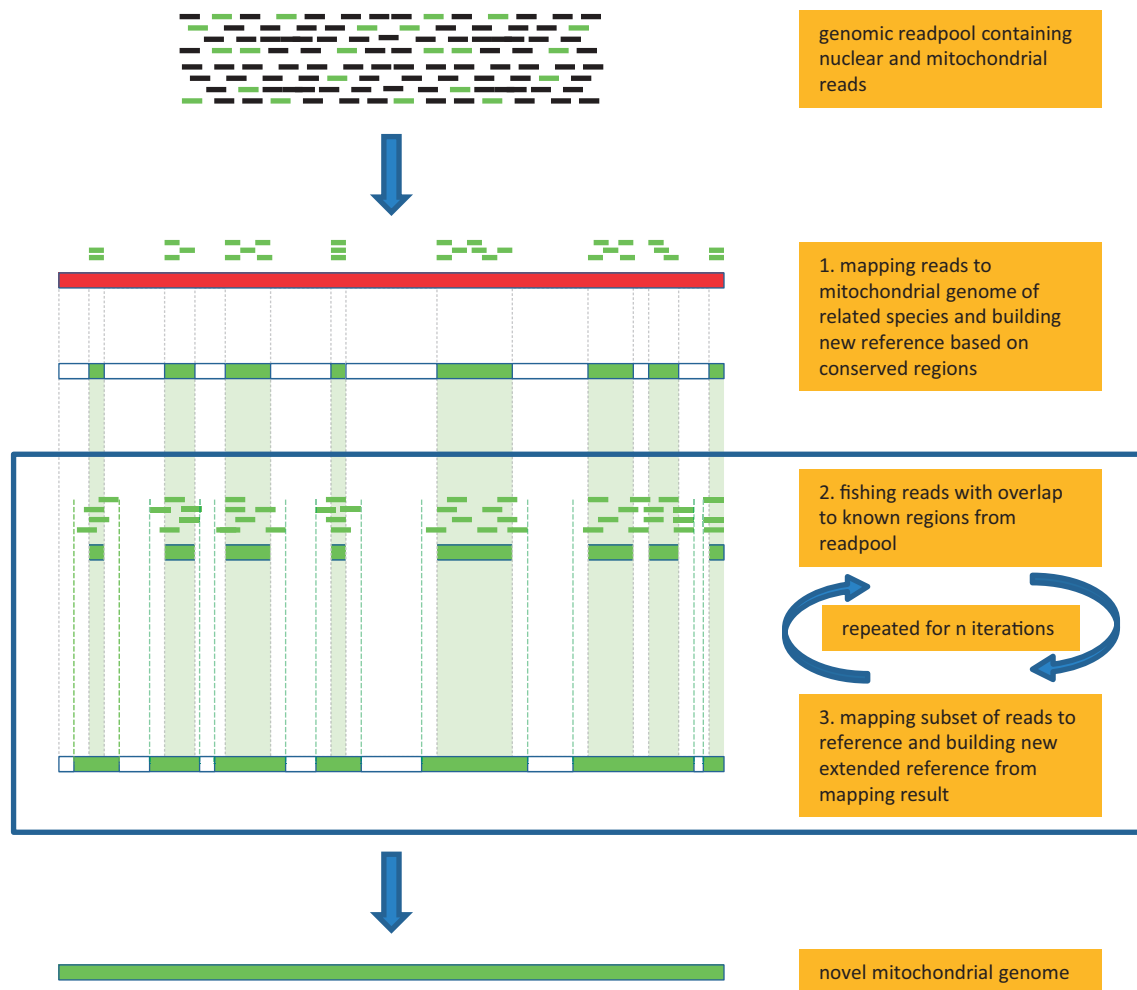 genomic readpool containing
nuclear and mitochondrial
reads
1. mapping reads to
mitochondrial genome of
related species and building
new reference based on
conserved regions
2. fishing reads with overlap
to known regions from
readpool
repeated for n iterations
3. mapping subset of reads to
reference and building new
extended reference from
mapping result
novel mitochondrial genome